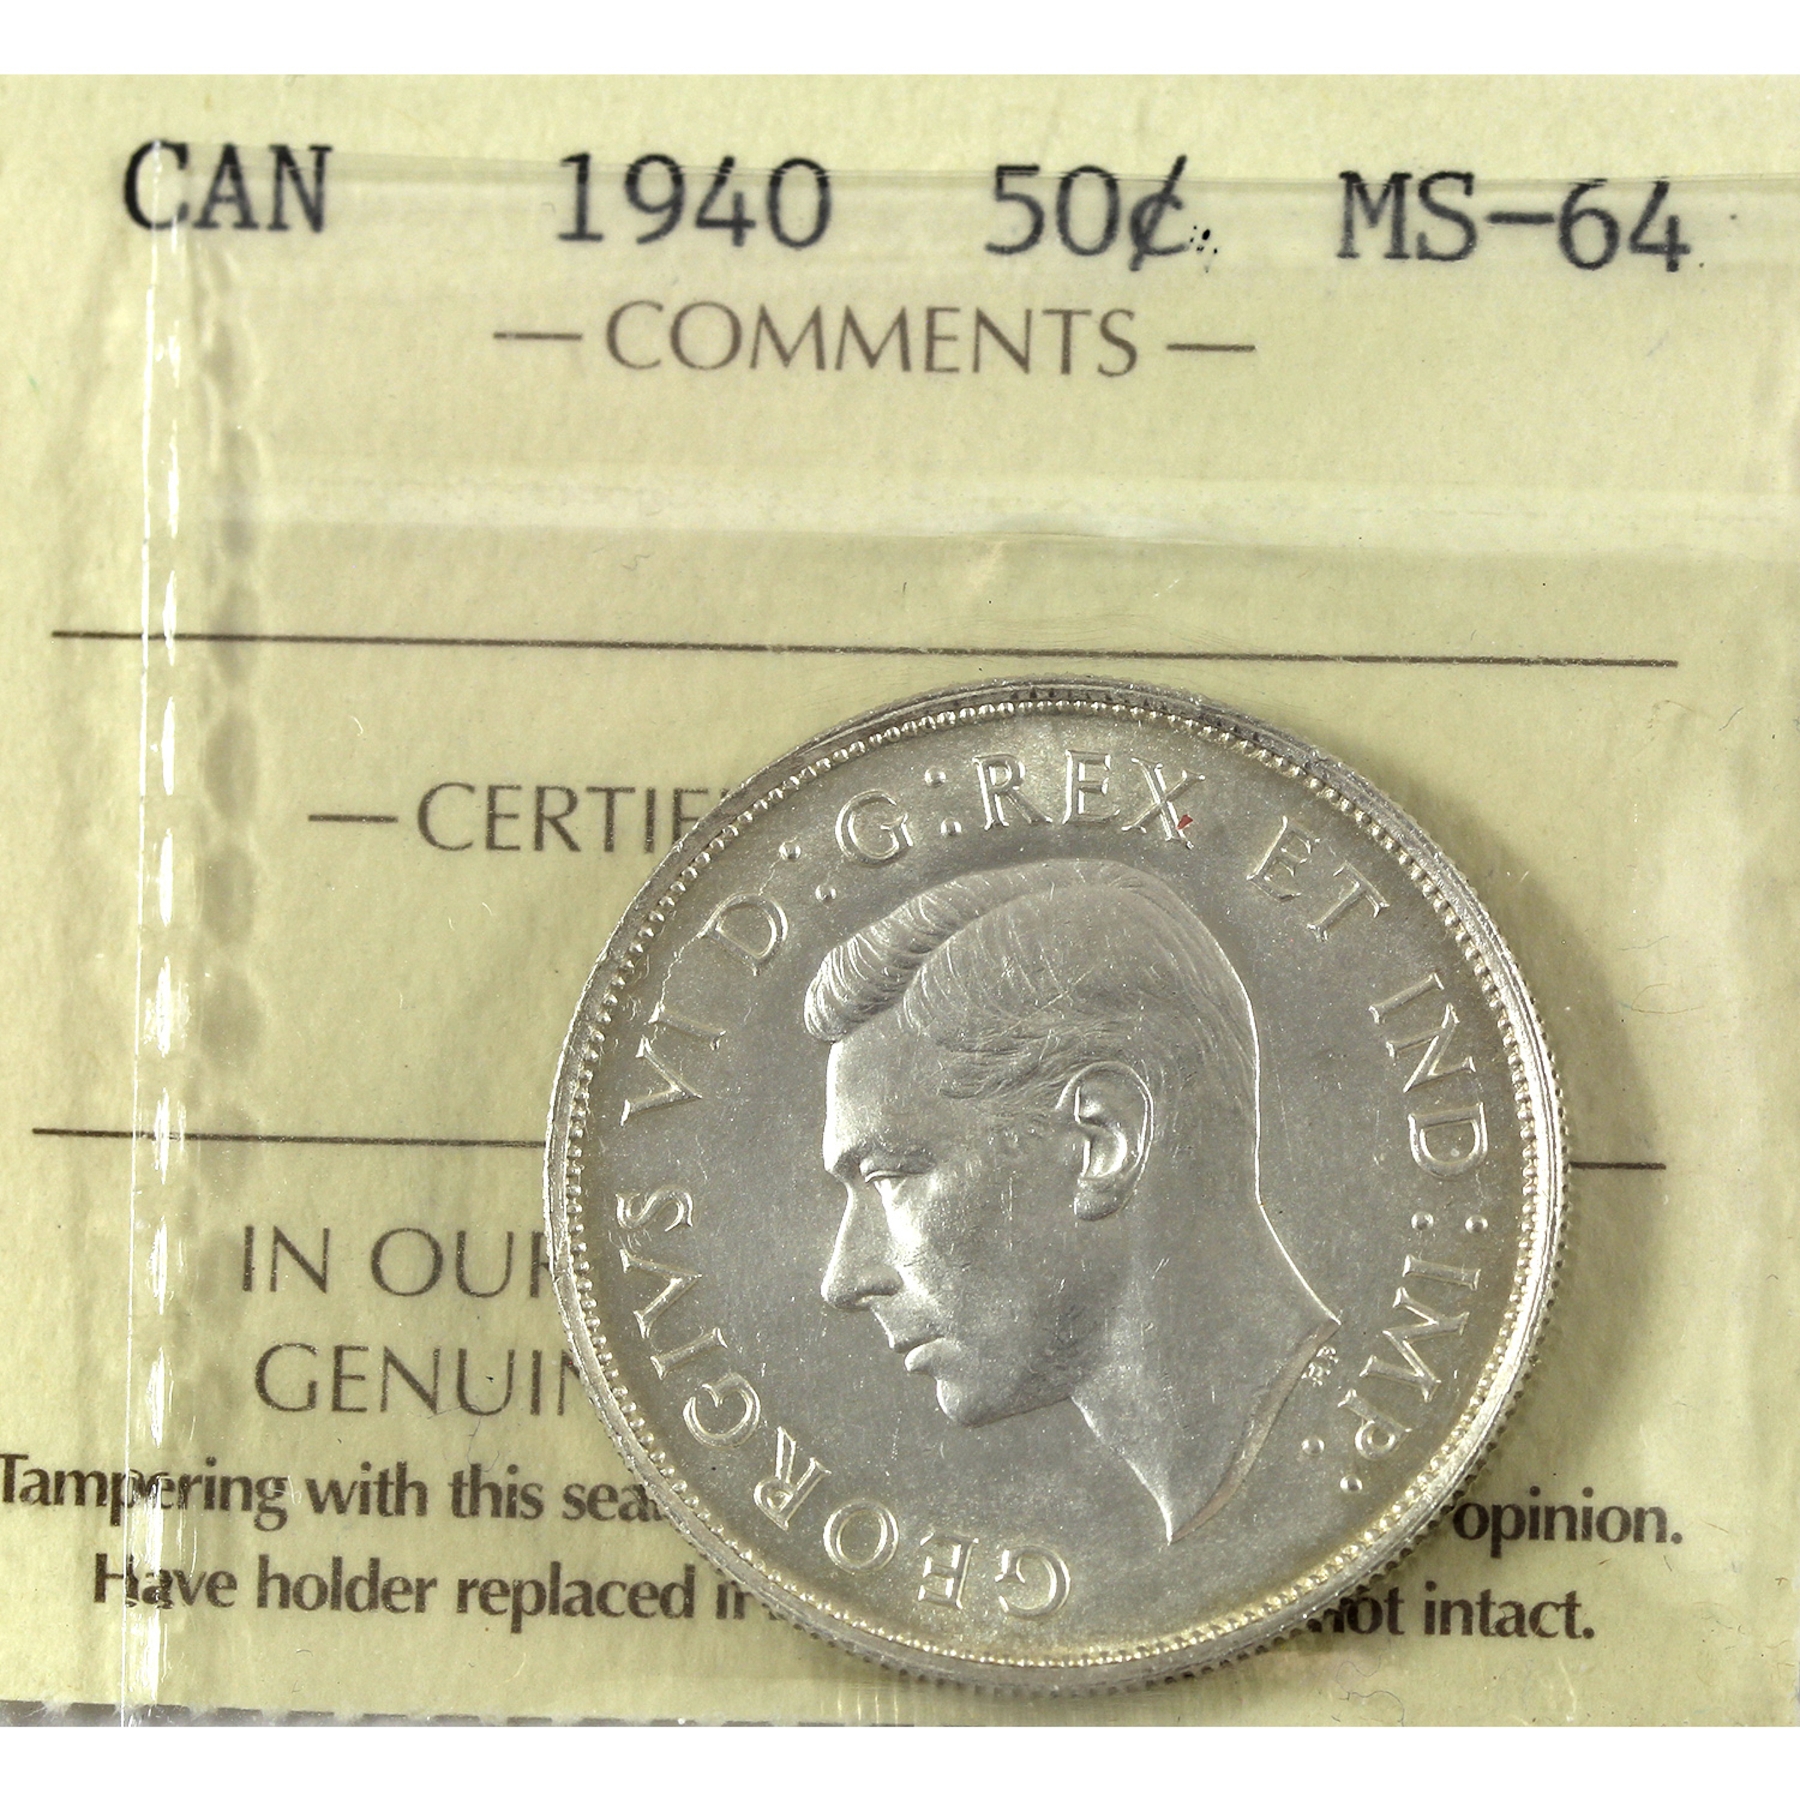 CAN 1940 50¢ MS-64
— COMMENTS —
— CERTIF
IN OUR
GENUIN
Tampering with this sea opinion.
Have holder replaced not intact.
GEORGIVS VI D:G:REX ET IND:IMP:
HP